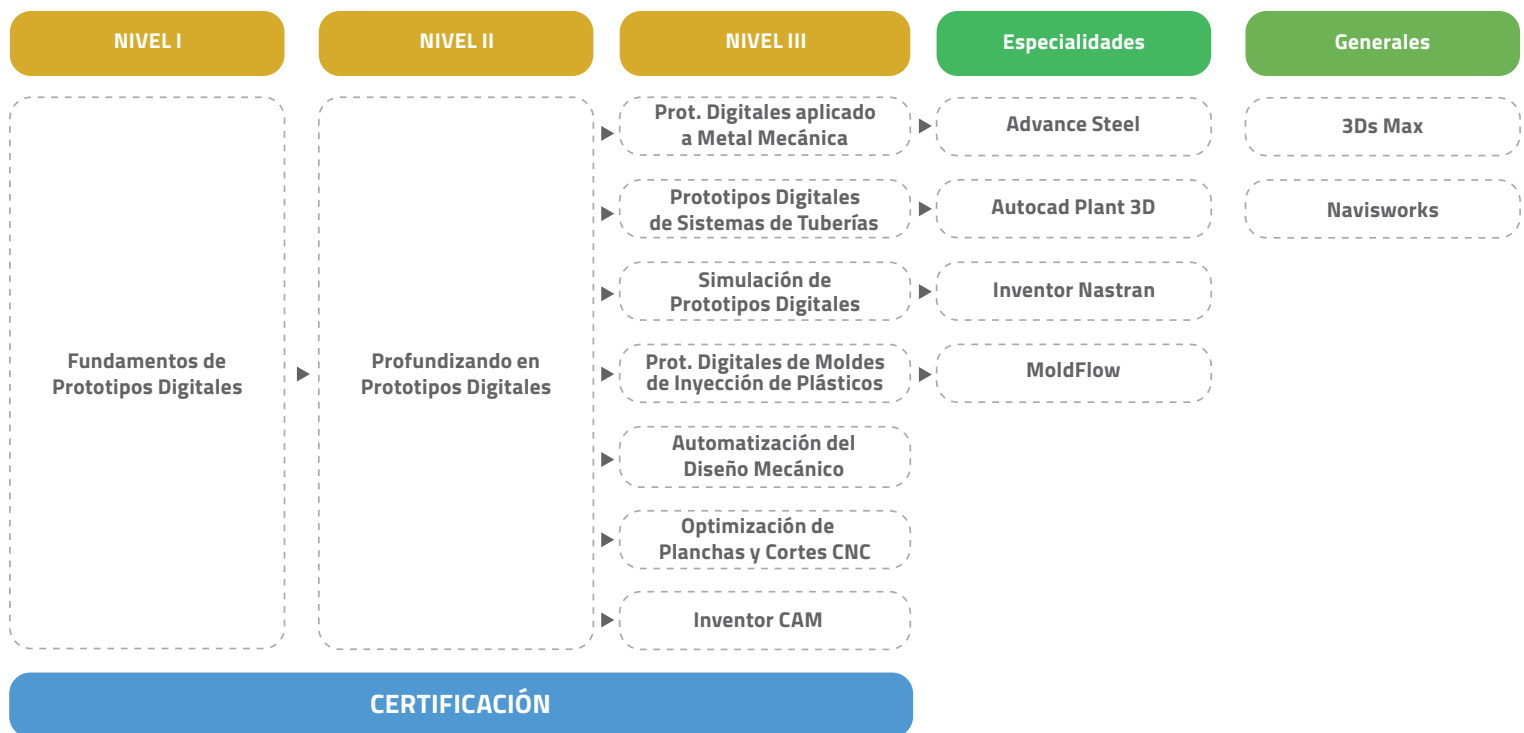 NIVEL I
NIVEL II
NIVEL III
Especialidades
Generales
Fundamentos de
Prototipos Digitales
Profundizando en
Prototipos Digitales
Prot. Digitales aplicado
a Metal Mecánica
Prototipos Digitales
de Sistemas de Tuberías
Simulación de
Prototipos Digitales
Prot. Digitales de Moldes
de Inyección de Plásticos
Automatización del
Diseño Mecánico
Optimización de
Planchas y Cortes CNC
Inventor CAM
Advance Steel
Autocad Plant 3D
Inventor Nastran
MoldFlow
3Ds Max
Navisworks
CERTIFICACIÓN